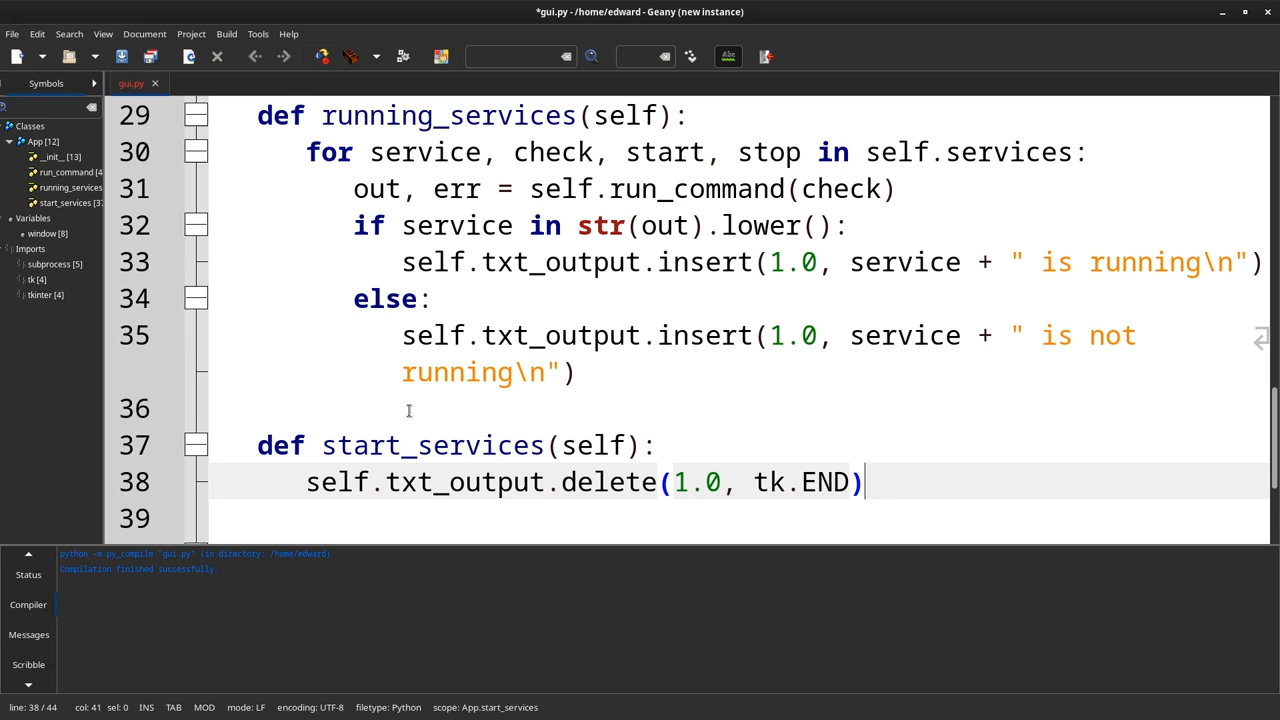 *gui.py - /home/edward - Geany (new instance)
File Edit Search View Document Project Build Tools Help
Abc
Symbols
gui.py
Classes
App [12]
__init__ [13]
run_command [4
running_services
start_services [37
Variables
window [8]
Imports
subprocess [5]
tk [4]
tkinter [4]
29 def running_services(self):
30 for service, check, start, stop in self.services:
31 out, err = self.run_command(check)
32 if service in str(out).lower():
33 self.txt_output.insert(1.0, service + " is running\n")
34 else:
35 self.txt_output.insert(1.0, service + " is not
running\n")
36
37 def start_services(self):
38 self.txt_output.delete(1.0, tk.END)
39
Status
Compiler
Messages
Scribble
python -m py_compile "gui.py" (in directory: /home/edward)
Compilation finished successfully.
line: 38 / 44 col: 41 sel: 0 INS TAB MOD mode: LF encoding: UTF-8 filetype: Python scope: App.start_services